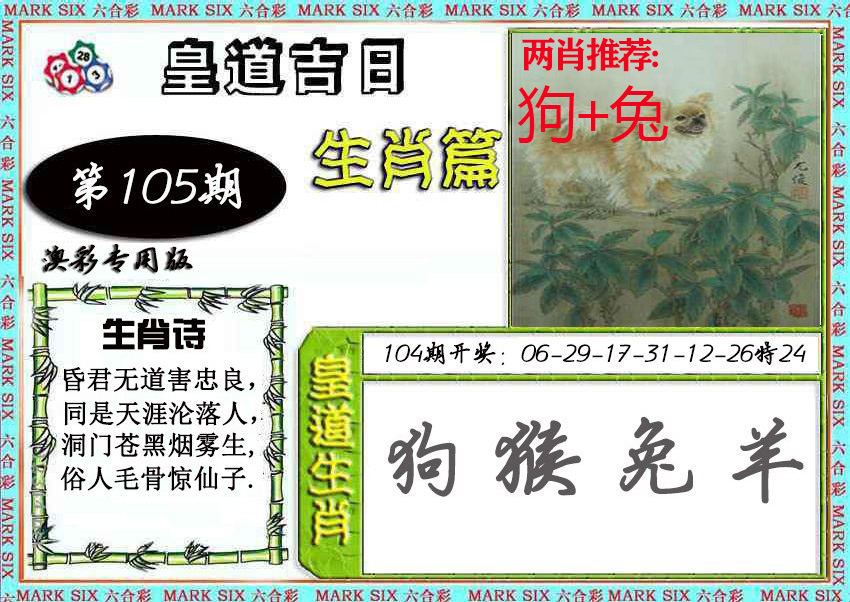 MARK SIX 六合彩 MARK SIX 六合彩 MARK SIX 六合彩 MARK SIX 六合彩 MARK SIX 六合彩 MARK SIX
皇道吉日
28
1
3
生肖篇
第105期
澳彩专用版
两肖推荐:
狗+兔
生肖诗
昏君无道害忠良，
同是天涯沦落人，
洞门苍黑烟雾生，
俗人毛骨惊仙子.
104期开奖：06-29-17-31-12-26特24
皇道生肖
狗 猴 兔 羊
MARK SIX 六合彩 MARK SIX 六合彩 MARK SIX 六合彩 MARK SIX 六合彩 MARK SIX 六合彩 MARK SIX